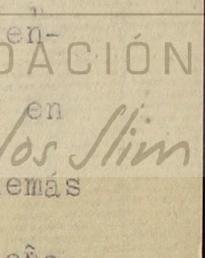 en-
DACIÓN
en
los Slim
emás